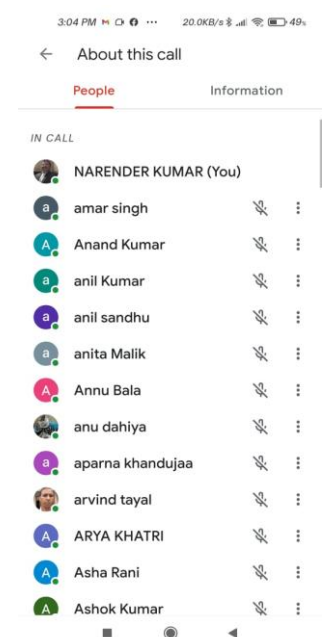 3:04 PM ... 20.0KB/s 49%
About this call
People Information
IN CALL
NARENDER KUMAR (You)
a amar singh
A Anand Kumar
a anil Kumar
a anil sandhu
a anita Malik
A Annu Bala
anu dahiya
a aparna khandujaa
arvind tayal
A ARYA KHATRI
A Asha Rani
A Ashok Kumar